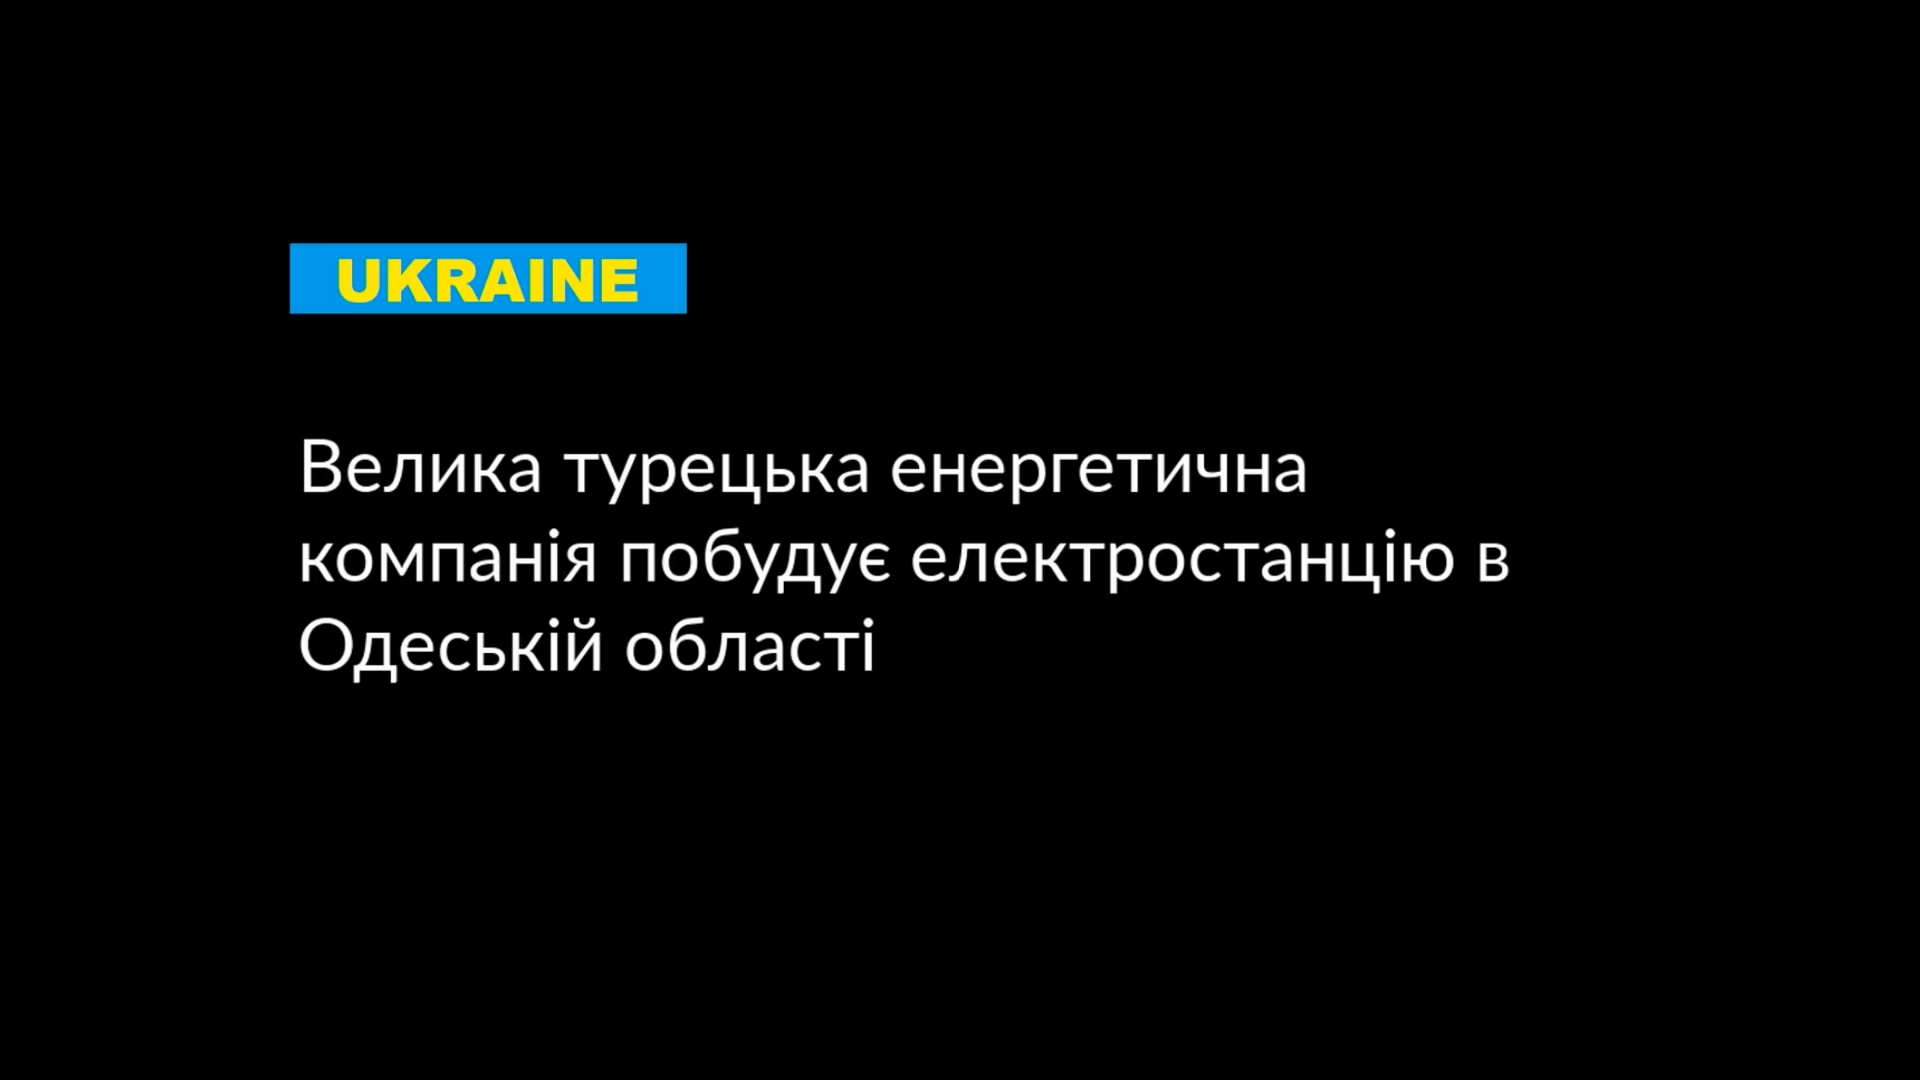 UKRAINE
Велика турецька енергетична
компанія побудує електростанцію в
Одеській області